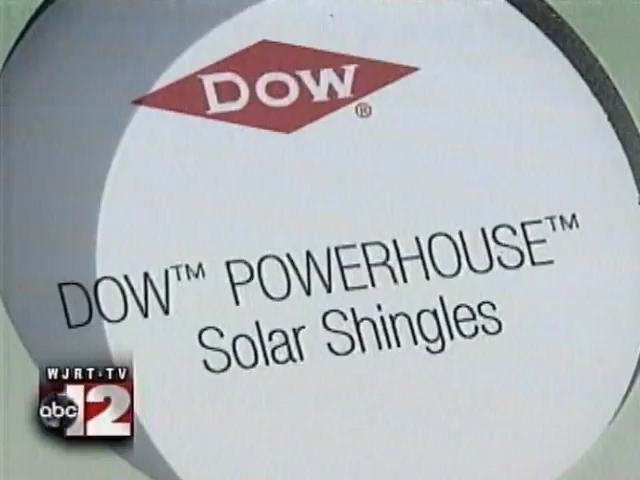 DOW®
DOW™ POWERHOUSE™
Solar Shingles
WJRT-TV
abc 12